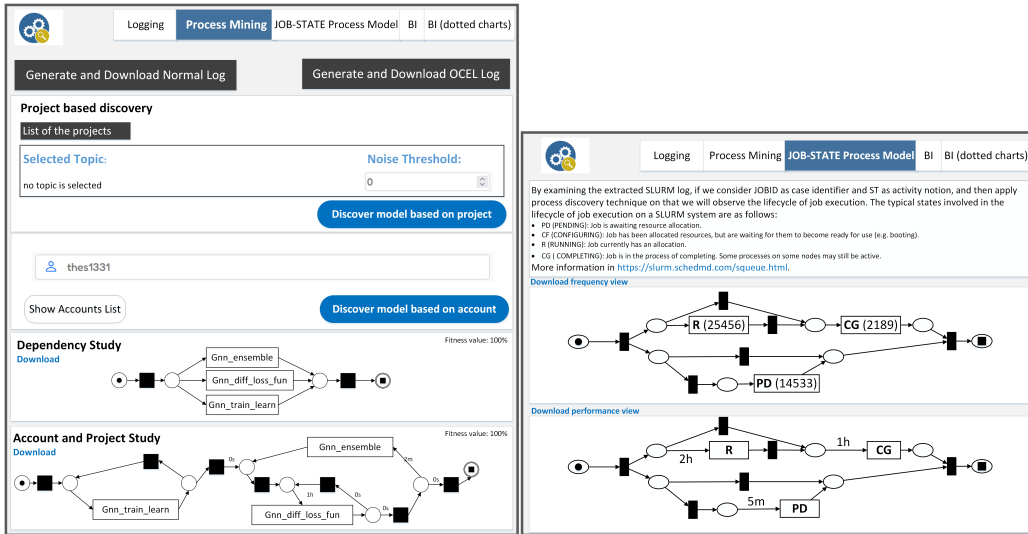 Logging Process Mining JOB-STATE Process Model BI BI (dotted charts)
Generate and Download Normal Log Generate and Download OCEL Log
Project based discovery
List of the projects
Selected Topic: Noise Threshold:
no topic is selected 0
Discover model based on project
thes1331
Show Accounts List Discover model based on account
Dependency Study Fitness value: 100%
Download
Gnn_ensemble
Gnn_diff_loss_fun
Gnn_train_learn
Account and Project Study Fitness value: 100%
Download
Gnn_ensemble
0s 2m
1h 0s 0s
Gnn_train_learn Gnn_diff_loss_fun 0s
Logging Process Mining JOB-STATE Process Model BI BI (dotted charts)
By examining the extracted SLURM log, if we consider JOBID as case identifier and ST as activity notion, and then apply
process discovery technique on that we will observe the lifecycle of job execution. The typical states involved in the
lifecycle of job execution on a SLURM system are as follows:
• PD (PENDING): Job is awaiting resource allocation.
• CF (CONFIGURING): Job has been allocated resources, but are waiting for them to become ready for use (e.g. booting).
• R (RUNNING): Job currently has an allocation.
• CG ( COMPLETING): Job is in the process of completing. Some processes on some nodes may still be active.
More information in https://slurm.schedmd.com/squeue.html.
Download frequency view
R (25456) CG (2189)
PD (14533)
Download performance view
R 1h CG
2h
5m
PD